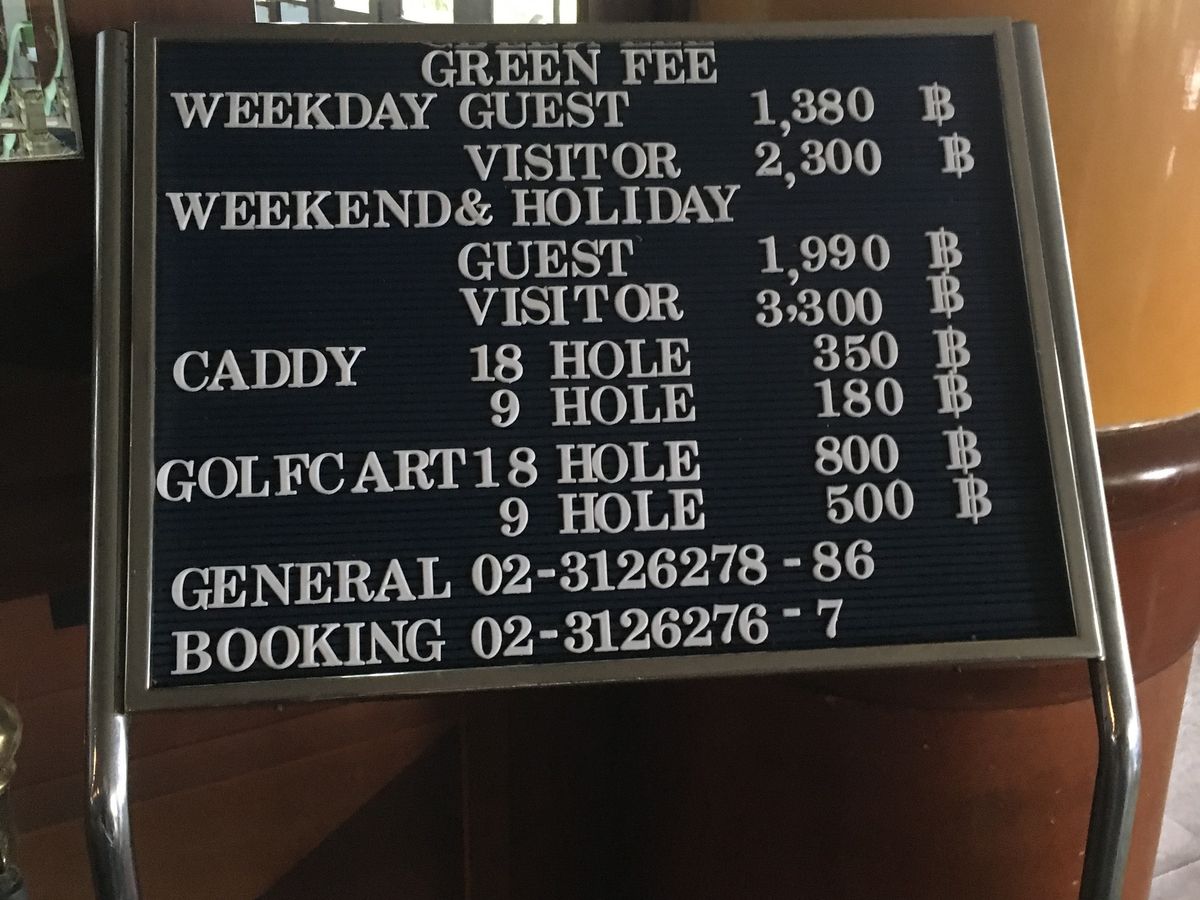 GREEN FEE
WEEKDAY GUEST 1,380 ฿
VISITOR 2,300 ฿
WEEKEND & HOLIDAY
GUEST 1,990 ฿
VISITOR 3,300 ฿
CADDY 18 HOLE 350 ฿
9 HOLE 180 ฿
GOLFCART 18 HOLE 800 ฿
9 HOLE 500 ฿
GENERAL 02-3126278 - 86
BOOKING 02-3126276 - 7